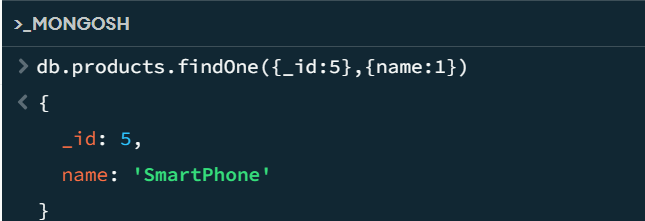 >_MONGOSH
> db.products.findOne({_id:5},{name:1})
< {
_id: 5,
name: 'SmartPhone'
}